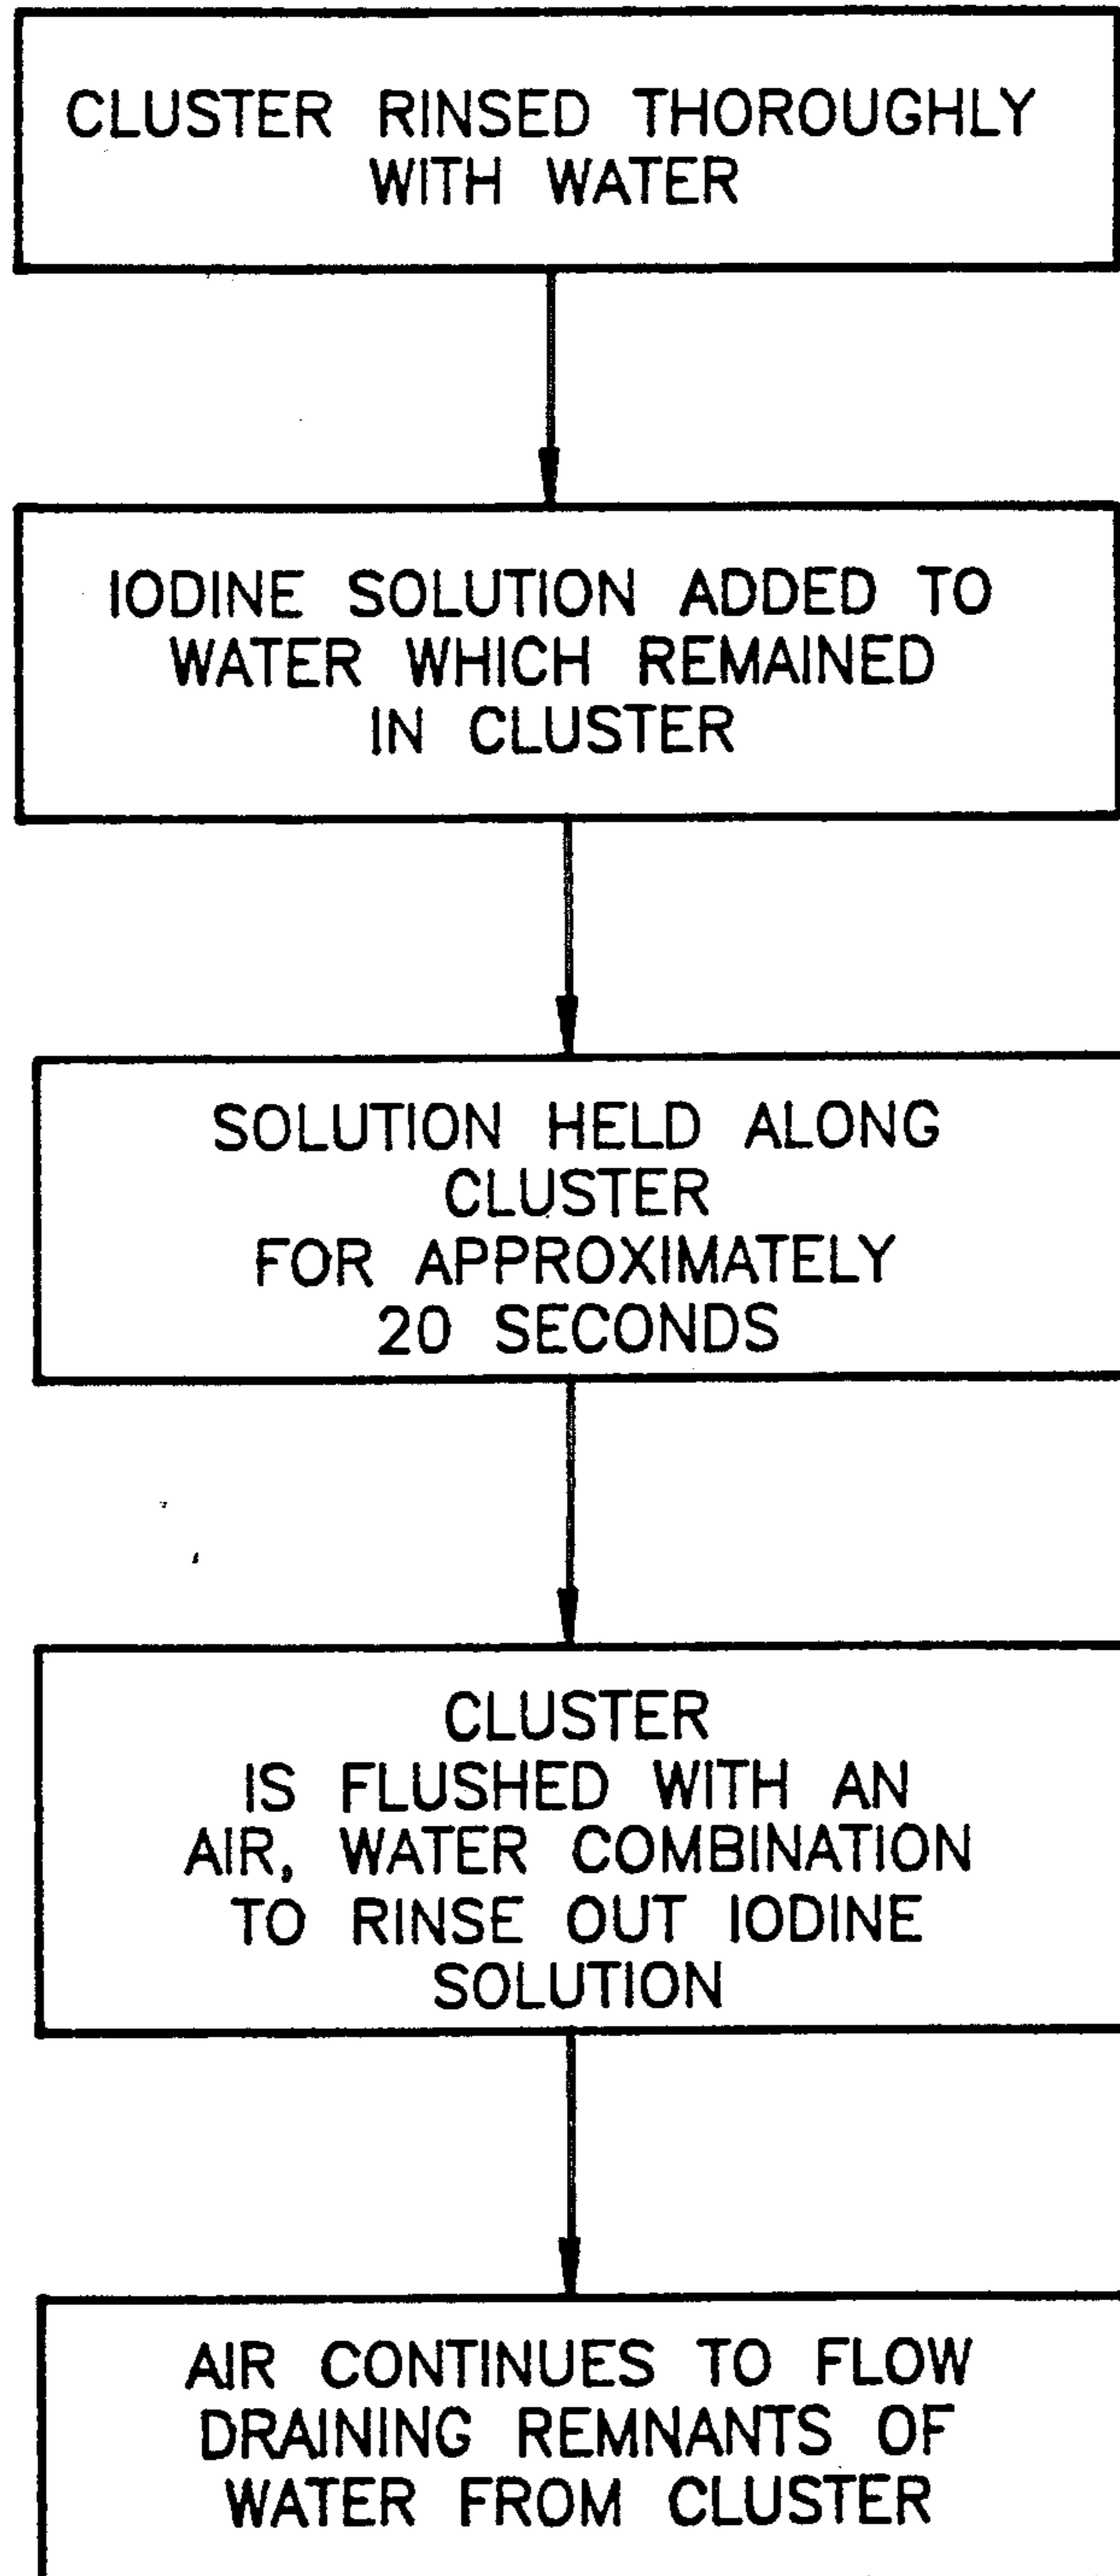 CLUSTER RINSED THOROUGHLY
WITH WATER
IODINE SOLUTION ADDED TO
WATER WHICH REMAINED
IN CLUSTER
SOLUTION HELD ALONG
CLUSTER
FOR APPROXIMATELY
20 SECONDS
CLUSTER
IS FLUSHED WITH AN
AIR, WATER COMBINATION
TO RINSE OUT IODINE
SOLUTION
AIR CONTINUES TO FLOW
DRAINING REMNANTS OF
WATER FROM CLUSTER